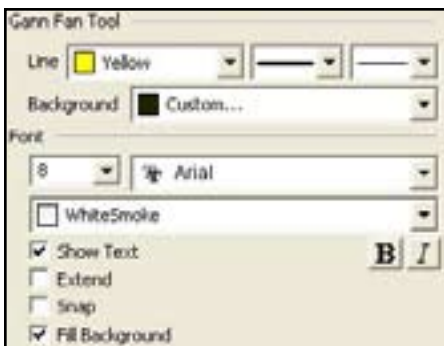 Gann Fan Tool
Line Yellow
Background Custom...
Font
8 Arial
WhiteSmoke
Show Text B I
Extend
Snap
Fill Background